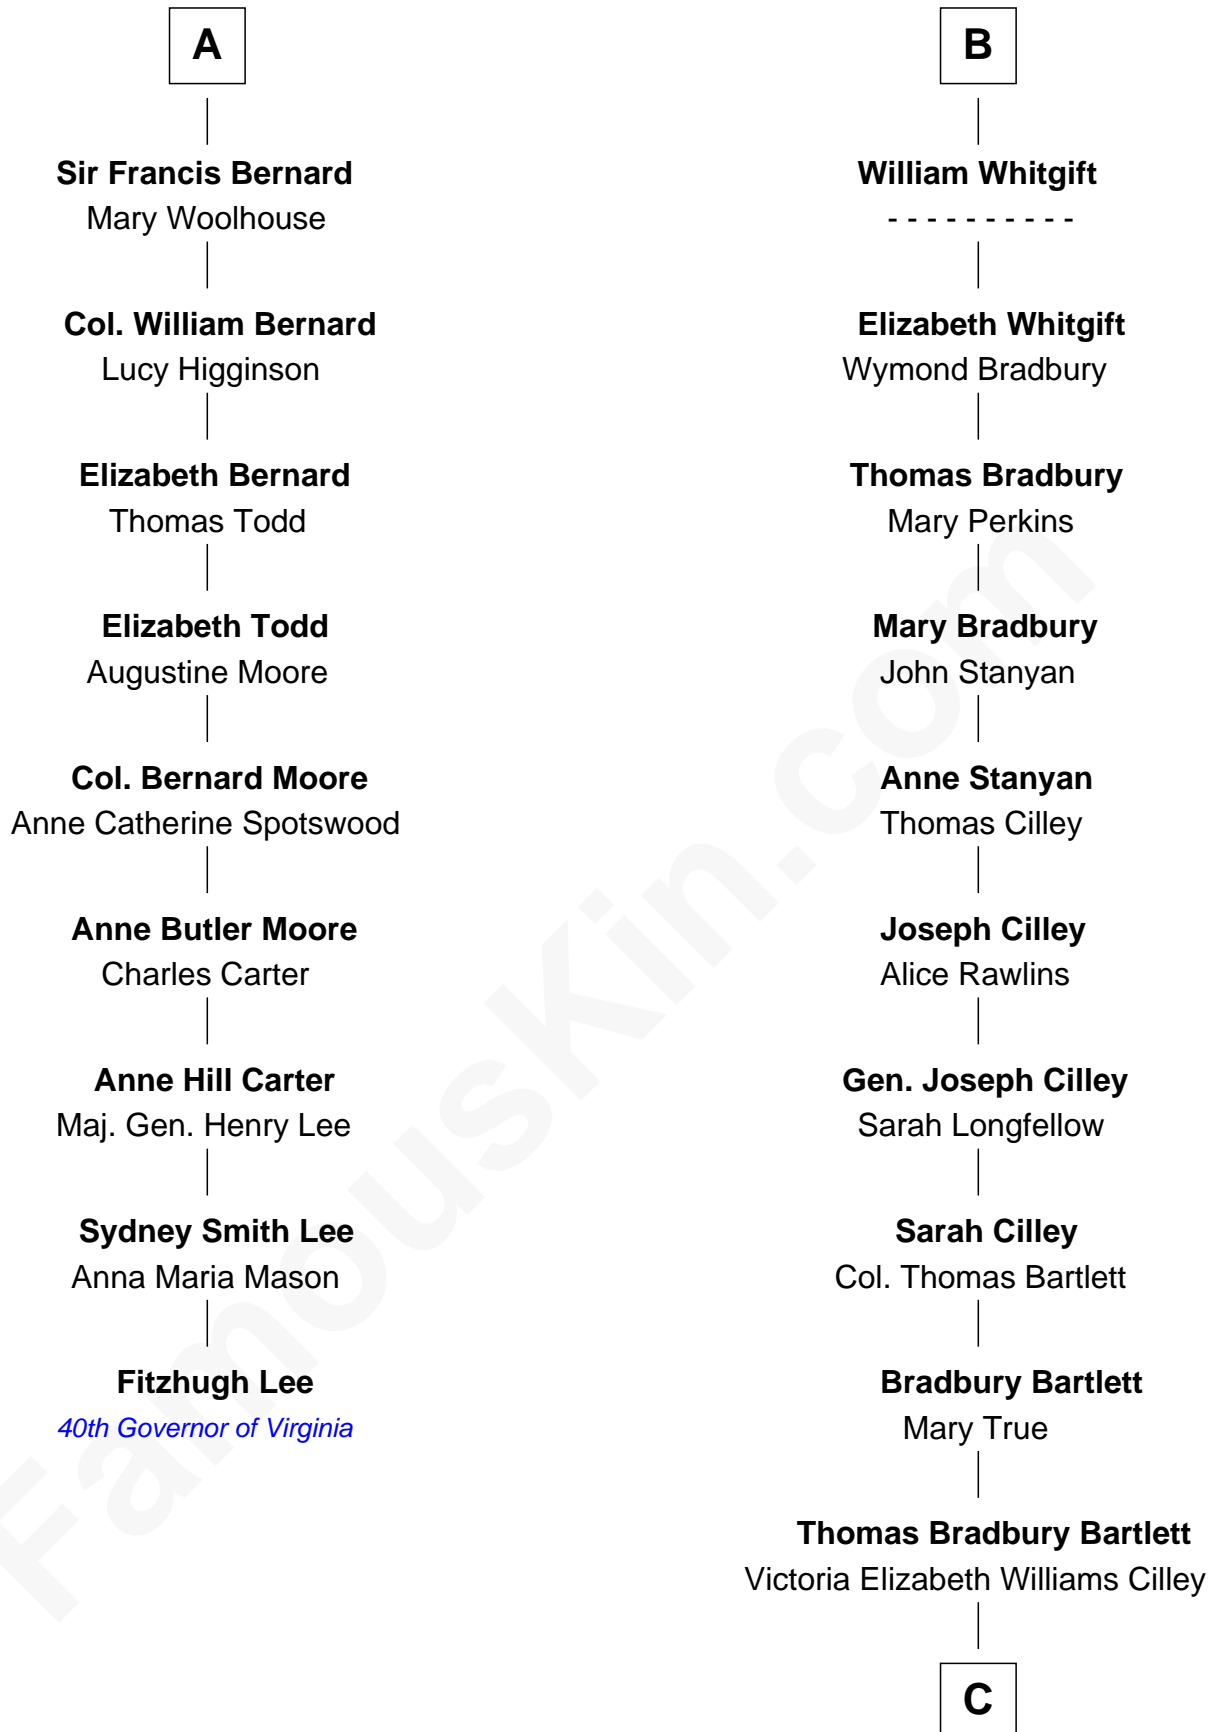 A
Sir Francis Bernard
Mary Woolhouse
Col. William Bernard
Lucy Higginson
Elizabeth Bernard
Thomas Todd
Elizabeth Todd
Augustine Moore
Col. Bernard Moore
Anne Catherine Spotswood
Anne Butler Moore
Charles Carter
Anne Hill Carter
Maj. Gen. Henry Lee
Sydney Smith Lee
Anna Maria Mason
Fitzhugh Lee
40th Governor of Virginia
B
William Whitgift
- - - - - - - - - -
Elizabeth Whitgift
Wymond Bradbury
Thomas Bradbury
Mary Perkins
Mary Bradbury
John Stanyan
Anne Stanyan
Thomas Cilley
Joseph Cilley
Alice Rawlins
Gen. Joseph Cilley
Sarah Longfellow
Sarah Cilley
Col. Thomas Bartlett
Bradbury Bartlett
Mary True
Thomas Bradbury Bartlett
Victoria Elizabeth Williams Cilley
C
FamousKin.com